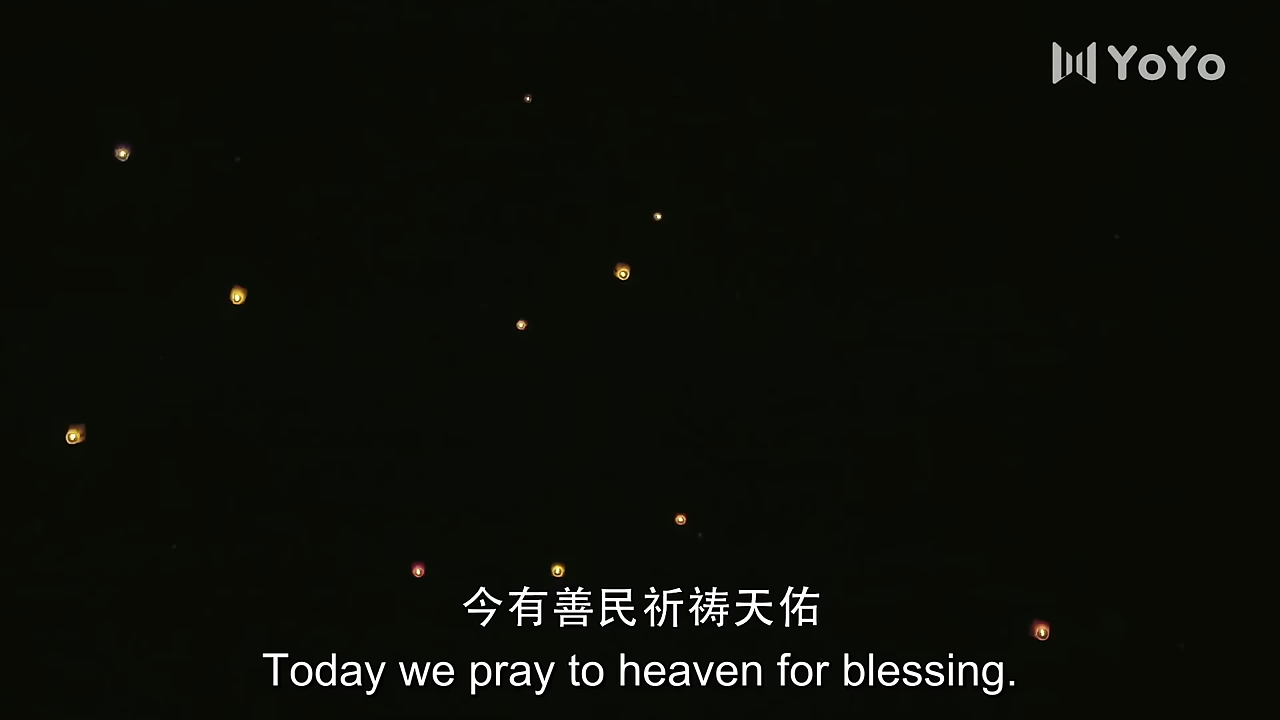 YoYo
今有善民祈祷天佑
Today we pray to heaven for blessing.